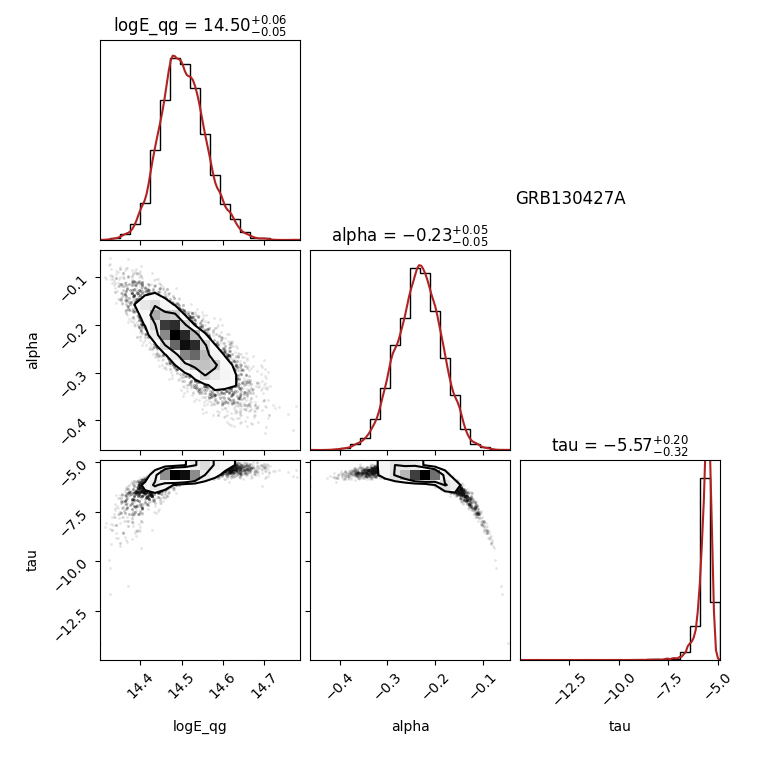 logE_qg = 14.50+0.06−0.05
GRB130427A
alpha = −0.23+0.05−0.05
−0.1
−0.2
−0.3
−0.4
alpha
tau = −5.57+0.20−0.32
−5.0
−7.5
−10.0
−12.5
tau
14.4 14.5 14.6 14.7
−0.4 −0.3 −0.2 −0.1
−12.5 −10.0 −7.5 −5.0
logE_qg alpha tau